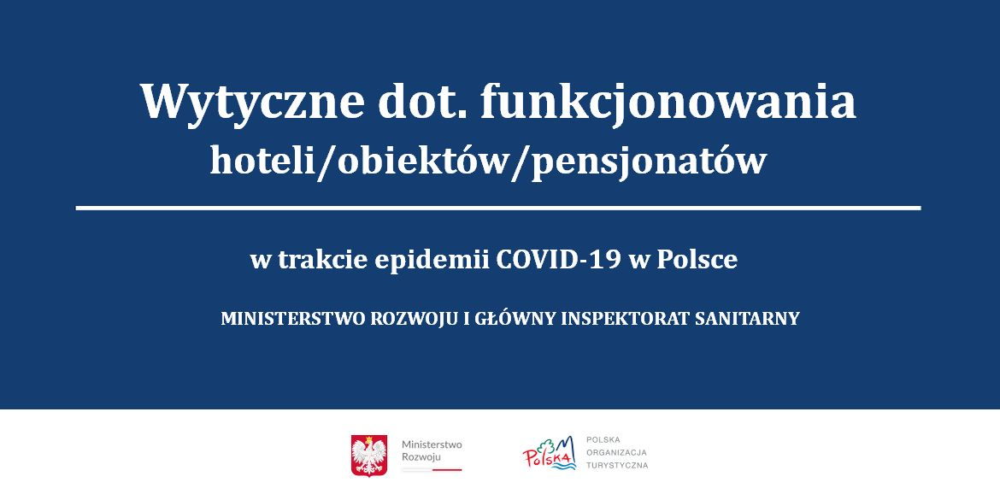 Wytyczne dot. funkcjonowania
hoteli/obiektów/pensjonatów
w trakcie epidemii COVID-19 w Polsce
MINISTERSTWO ROZWOJU I GŁÓWNY INSPEKTORAT SANITARNY
Ministerstwo
Rozwoju
POLSKA
POLSKA
ORGANIZACJA
TURYSTYCZNA